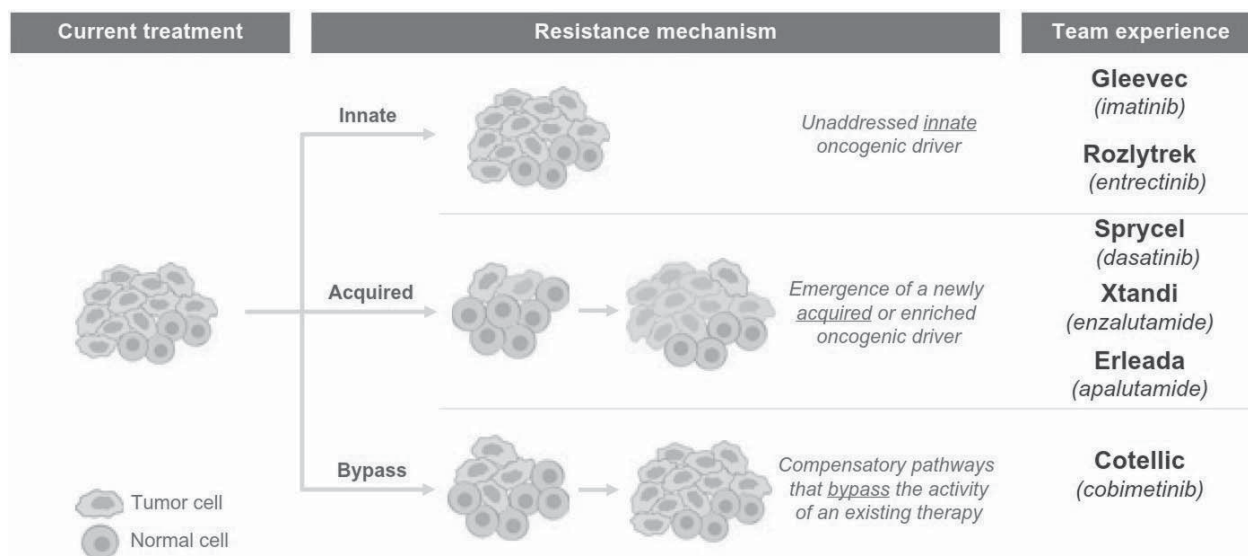 Current treatment
Resistance mechanism
Team experience
Innate
Unaddressed innate
oncogenic driver
Gleevec
(imatinib)
Rozlytrek
(entrectinib)
Acquired
Emergence of a newly
acquired or enriched
oncogenic driver
Sprycel
(dasatinib)
Xtandi
(enzalutamide)
Erleada
(apalutamide)
Bypass
Compensatory pathways
that bypass the activity
of an existing therapy
Cotellic
(cobimetinib)
Tumor cell
Normal cell